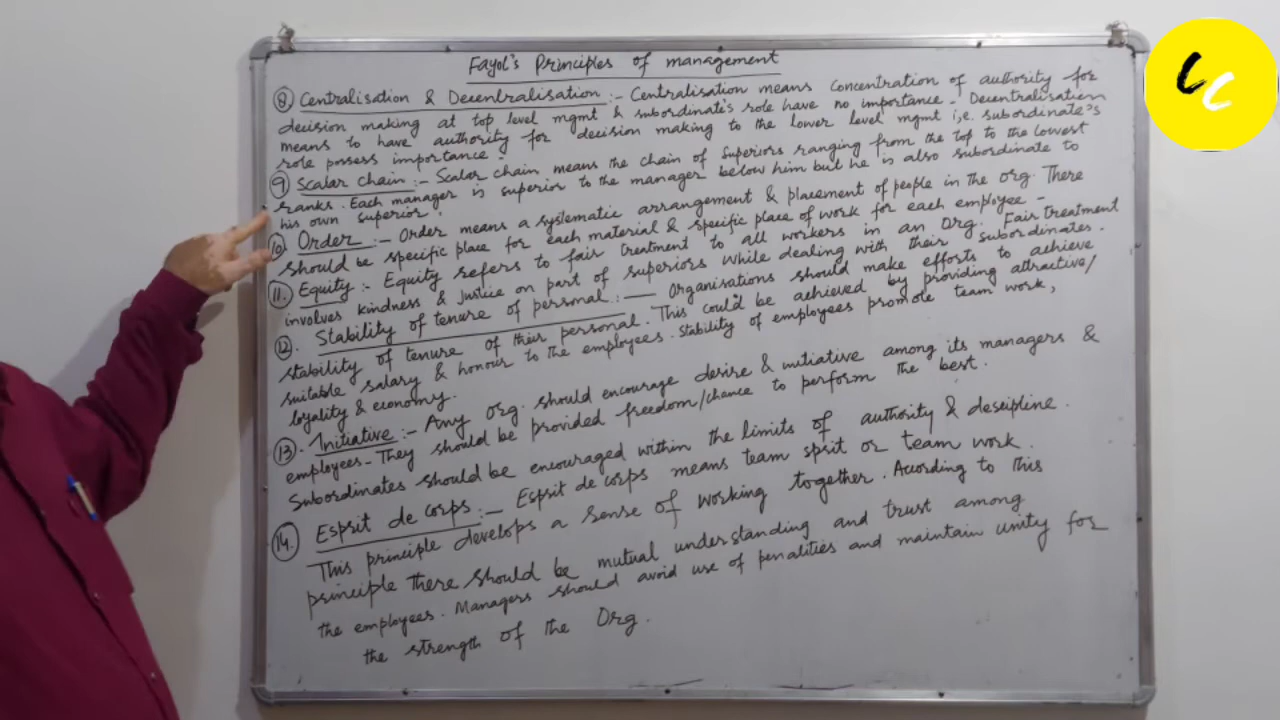 Fayol's Principles of management
8) Centralisation & Decentralisation :- Centralisation means Concentration of authority for
decision making at top level mgmt & subordinate's role have no importance - Decentralisation
means to have authority for decision making to the lower level mgmt i,e. subordinate's
role possess importance.
9) Scalar chain :- Scalar chain means the chain of Superiors ranging from the top to the lowest
ranks. Each manager is superior to the manager below him but he is also subordinate to
his own superior.
10) Order :- Order means a systematic arrangement & placement of people in the org. There
should be specific place for each material & specific place of work for each employee -
11. Equity :- Equity refers to fair treatment to all workers in an org. Fair treatment
involves kindness & Justice on part of superiors while dealing with their subordinates.
12. Stability of tenure of personal :- Organisations should make efforts to achieve
stability of tenure of their personal. This could be achieved by providing attractive/
suitable salary & honour to the employees. Stability of employees promote team work,
loyality & economy.
13). Initiative :- Any org. should encourage desire & initiative among its managers &
employees - They should be provided freedom/chance to perform the best.
Subordinates should be encouraged within the limits of authority & descipline.
14. Esprit de corps :- Esprit de corps means team sprit or team work.
This principle develops a sense of working together. According to this
principle there should be mutual understanding and trust among
the employees. Managers should avoid use of penalities and maintain unity for
the strength of the Org.
CC